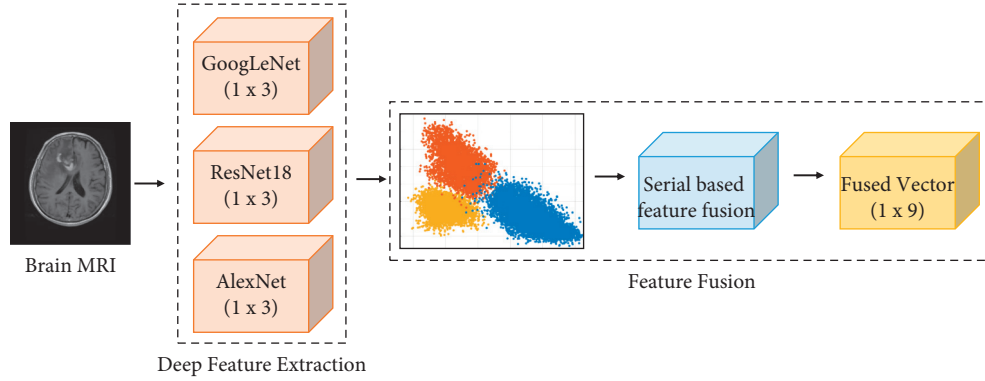 GoogLeNet
(1 x 3)
ResNet18
(1 x 3)
AlexNet
(1 x 3)
Brain MRI
Deep Feature Extraction
Serial based
feature fusion
Fused Vector
(1 x 9)
Feature Fusion